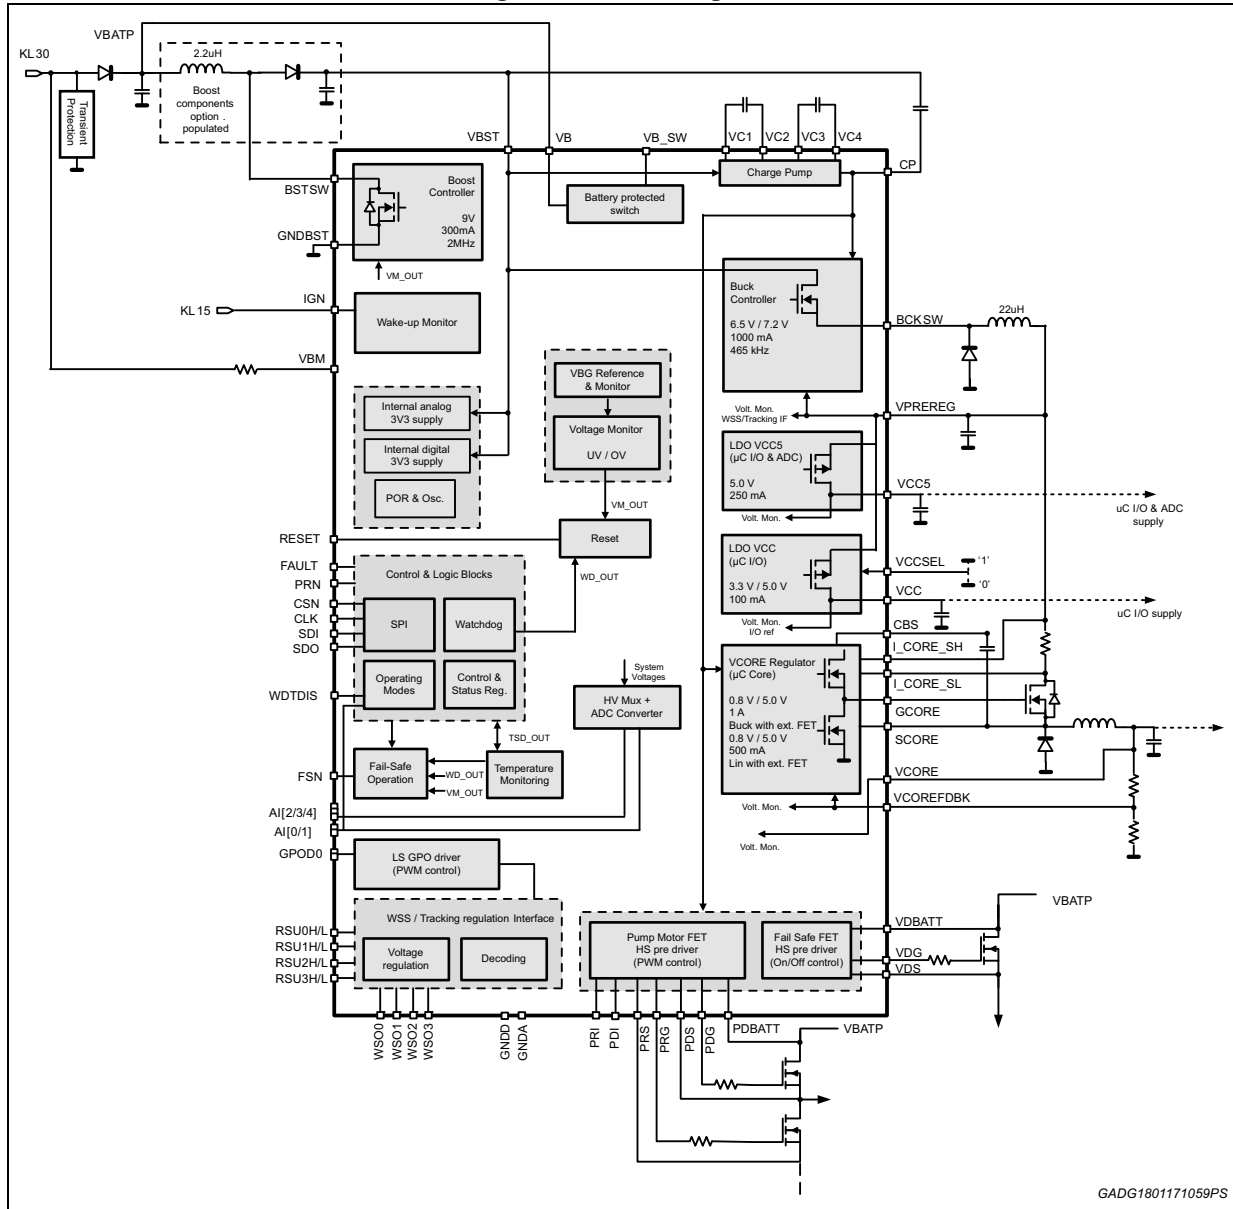 VBATP
KL30
2.2uH
Boost
components
option .
populated
Transient
Protection
VBST
VB
VB_SW
VC1
VC2
VC3
VC4
CP
Charge Pump
BSTSW
Boost
Controller
9V
300mA
2MHz
GNDBST
VM_OUT
Battery protected
switch
IGN
KL15
Wake-up Monitor
VBM
Buck
Controller
6.5 V / 7.2 V
1000 mA
465 kHz
BCKSW
22uH
VBG Reference
& Monitor
Voltage Monitor
UV / OV
VM_OUT
Internal analog
3V3 supply
Internal digital
3V3 supply
POR & Osc.
Volt. Mon.
WSS/Tracking IF
VPREREG
LDO VCC5
(µC I/O & ADC)
5.0 V
250 mA
Volt. Mon.
VCC5
uC I/O & ADC
supply
RESET
Reset
WD_OUT
LDO VCC
(µC I/O)
3.3 V / 5.0 V
100 mA
Volt. Mon.
I/O ref
VCCSEL
'1'
'0'
VCC
uC I/O supply
FAULT
PRN
CSN
CLK
SDI
SDO
WDTDIS
Control & Logic Blocks
SPI
Watchdog
Operating
Modes
Control &
Status Reg.
CBS
I_CORE_SH
I_CORE_SL
GCORE
SCORE
VCORE
VCOREFDBK
VCORE Regulator
(µC Core)
0.8 V / 5.0 V
1 A
Buck with ext. FET
0.8 V / 5.0 V
500 mA
Lin with ext. FET
Volt. Mon.
Volt. Mon.
System
Voltages
HV Mux +
ADC Converter
TSD_OUT
FSN
Fail-Safe
Operation
WD_OUT
VM_OUT
Temperature
Monitoring
AI[2/3/4]
AI[0/1]
GPOD0
LS GPO driver
(PWM control)
WSS / Tracking regulation Interface
RSU0H/L
RSU1H/L
RSU2H/L
RSU3H/L
Voltage
regulation
Decoding
Pump Motor FET
HS pre driver
(PWM control)
Fail Safe FET
HS pre driver
(On/Off control)
VDBATT
VDG
VDS
VBATP
WSO0
WSO1
WSO2
WSO3
GNDD
GNDA
PRI
PDI
PRS
PRG
PDS
PDG
PDBATT
VBATP
GADG1801171059PS